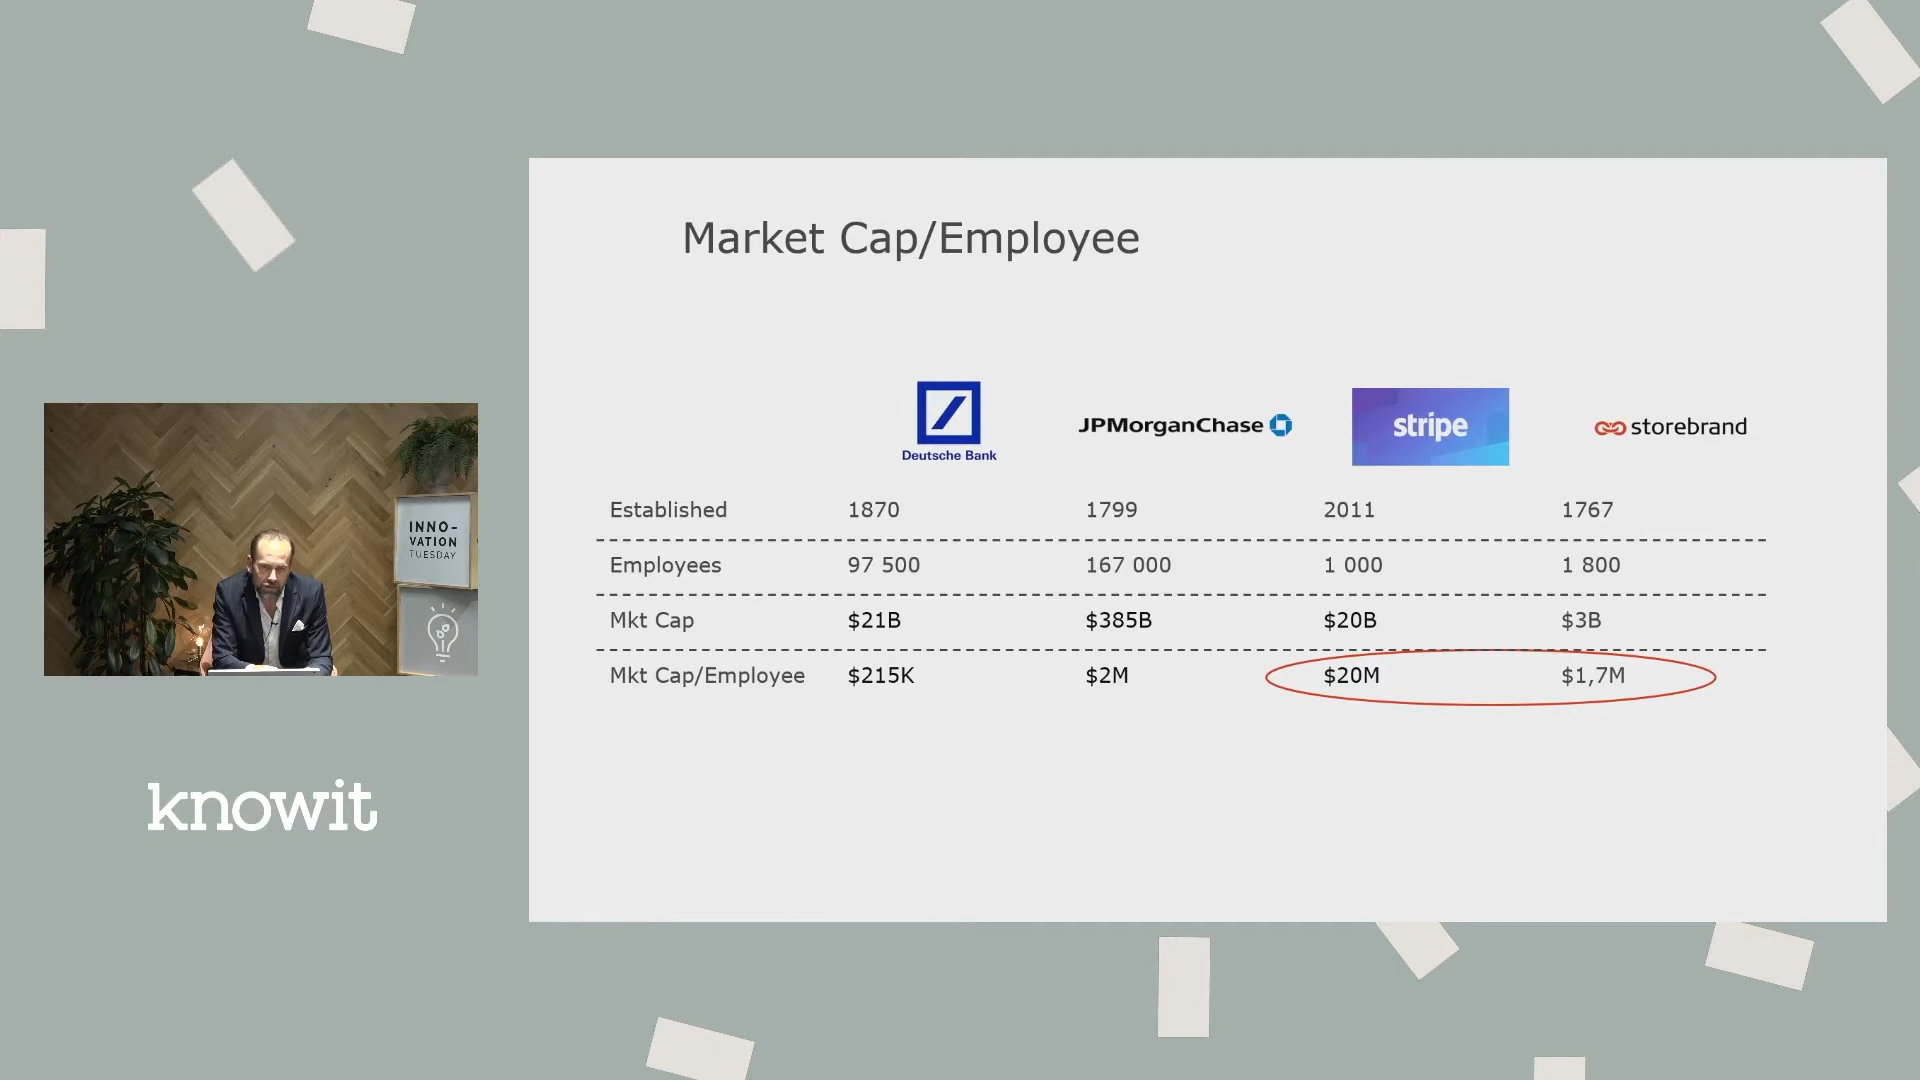 Market Cap/Employee
Deutsche Bank
JPMorganChase
stripe
storebrand
Established 1870 1799 2011 1767
Employees 97 500 167 000 1 000 1 800
Mkt Cap $21B $385B $20B $3B
Mkt Cap/Employee $215K $2M $20M $1,7M
INNO-
VATION
TUESDAY
knowit